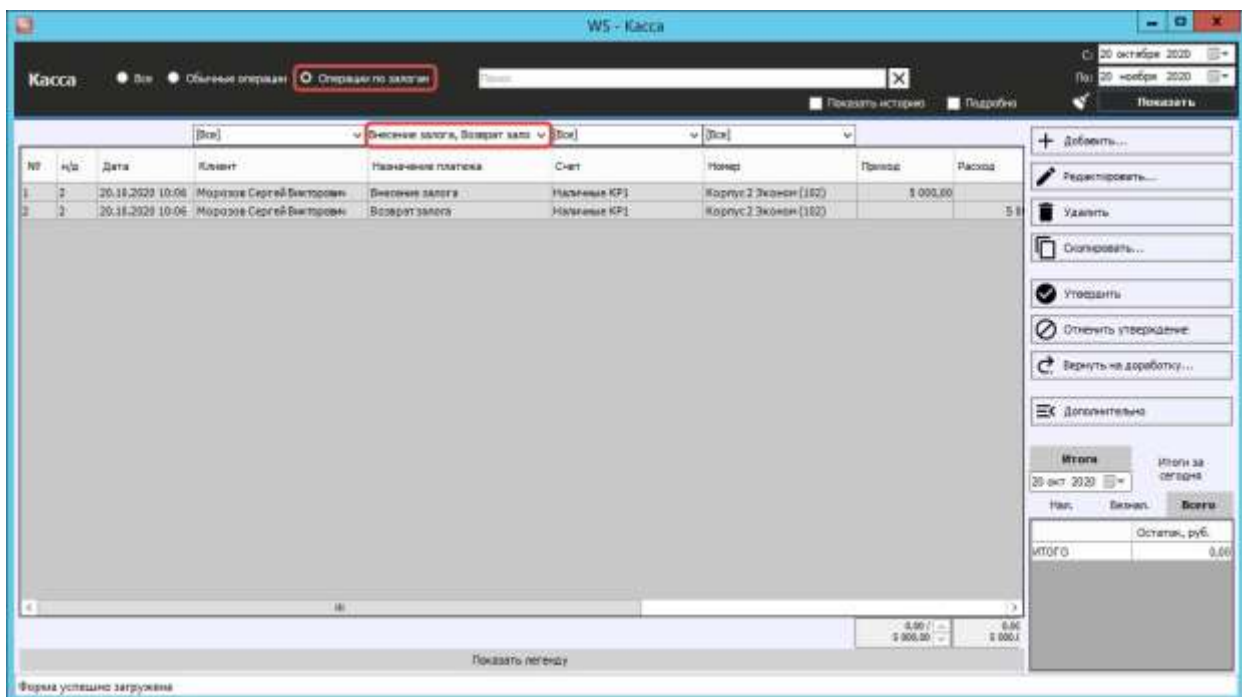 WS - Касса
С: 20 октября 2020
Касса Все Обычные операции Операции по залогам Поиск По: 20 ноября 2020
Показать историю Подробно Показать
[Все] Внесение залога, Возврат зало [Все] [Все]
№ н/д Дата Клиент Назначение платежа Счет Номер Приход Расход
1 2 20.10.2020 10:06 Морозов Сергей Викторович Внесение залога Наличные КР1 Корпус 2 Эконом (102) 5 000,00
2 2 20.10.2020 10:06 Морозов Сергей Викторович Возврат залога Наличные КР1 Корпус 2 Эконом (102)
Добавить...
Редактировать...
Удалить
Скопировать...
Утвердить
Отменить утверждение
Вернуть на доработку...
Дополнительно
Итоги Итоги за сегодня
20 окт 2020
Нал. Безнал. Всего
Остаток, руб.
ИТОГО 0,00
0,00 / 0,00
5 000,00
Показать легенду
Форма успешно загружена